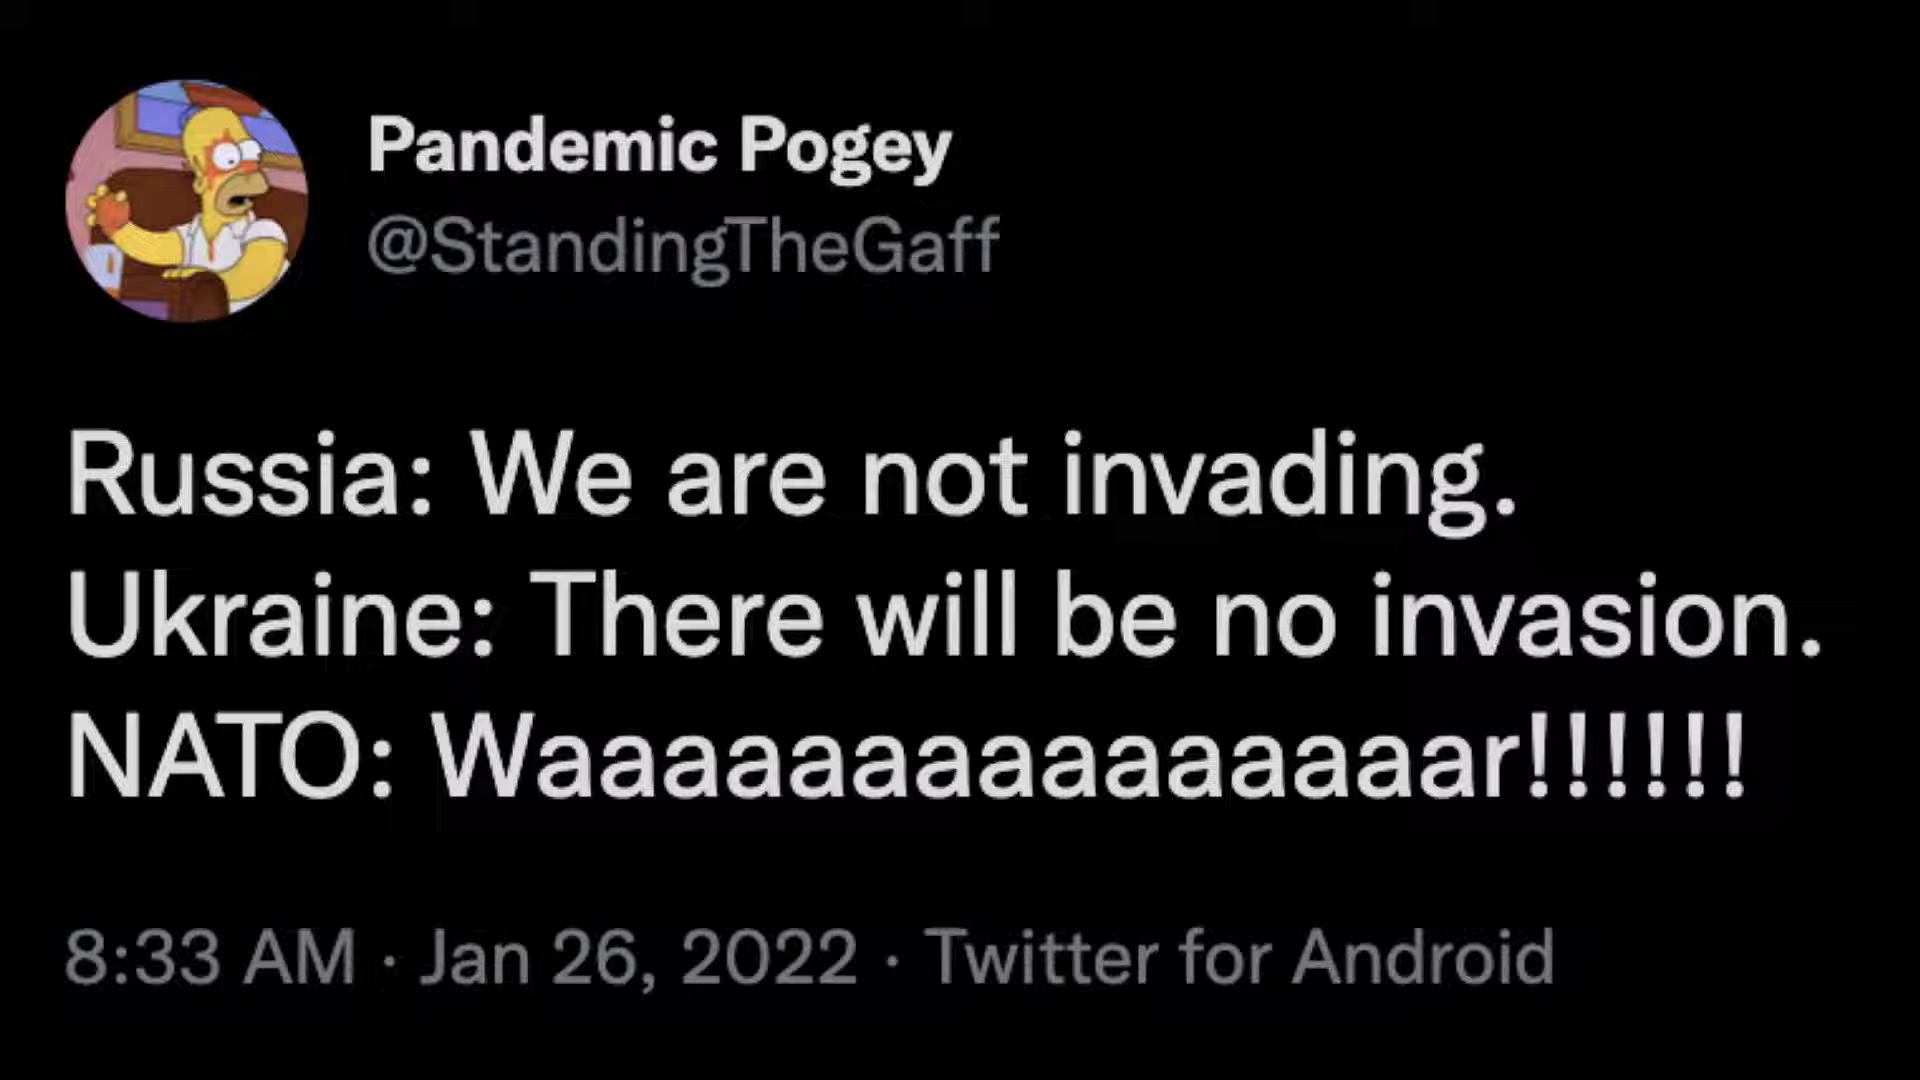 Pandemic Pogey
@StandingTheGaff
Russia: We are not invading.
Ukraine: There will be no invasion.
NATO: Waaaaaaaaaaaaaaar!!!!!!
8:33 AM · Jan 26, 2022 · Twitter for Android